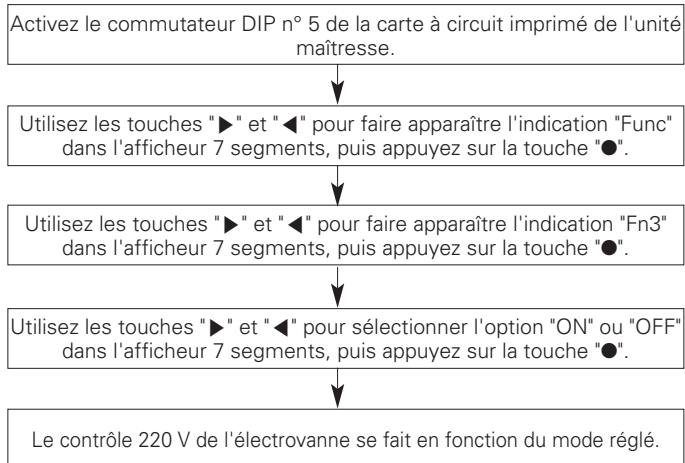 Activez le commutateur DIP n° 5 de la carte à circuit imprimé de l'unité
maîtresse.
Utilisez les touches "▶" et "◀" pour faire apparaître l'indication "Func"
dans l'afficheur 7 segments, puis appuyez sur la touche "●".
Utilisez les touches "▶" et "◀" pour faire apparaître l'indication "Fn3"
dans l'afficheur 7 segments, puis appuyez sur la touche "●".
Utilisez les touches "▶" et "◀" pour sélectionner l'option "ON" ou "OFF"
dans l'afficheur 7 segments, puis appuyez sur la touche "●".
Le contrôle 220 V de l'électrovanne se fait en fonction du mode réglé.